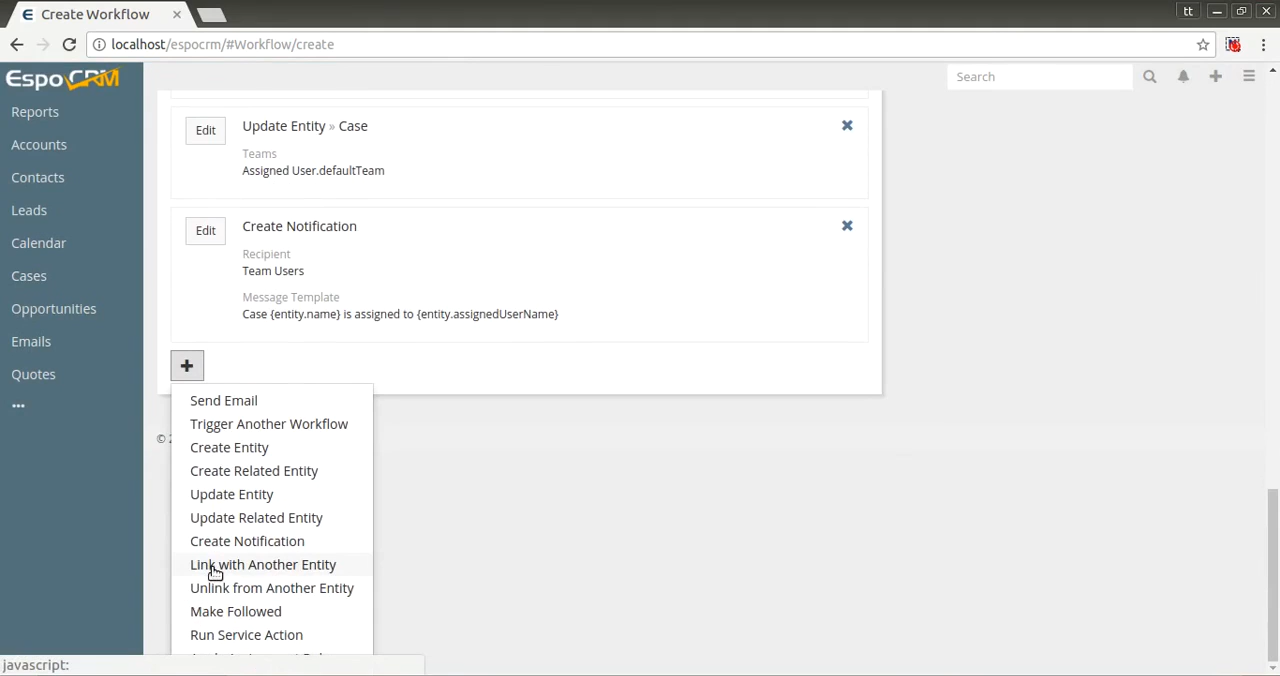 Create Workflow
tt
localhost/espocrm/#Workflow/create
EspoCRM
Search
Reports
Accounts
Contacts
Leads
Calendar
Cases
Opportunities
Emails
Quotes
•••
Edit
Update Entity » Case
Teams
Assigned User.defaultTeam
Edit
Create Notification
Recipient
Team Users
Message Template
Case {entity.name} is assigned to {entity.assignedUserName}
©
Send Email
Trigger Another Workflow
Create Entity
Create Related Entity
Update Entity
Update Related Entity
Create Notification
Link with Another Entity
Unlink from Another Entity
Make Followed
Run Service Action
javascript: